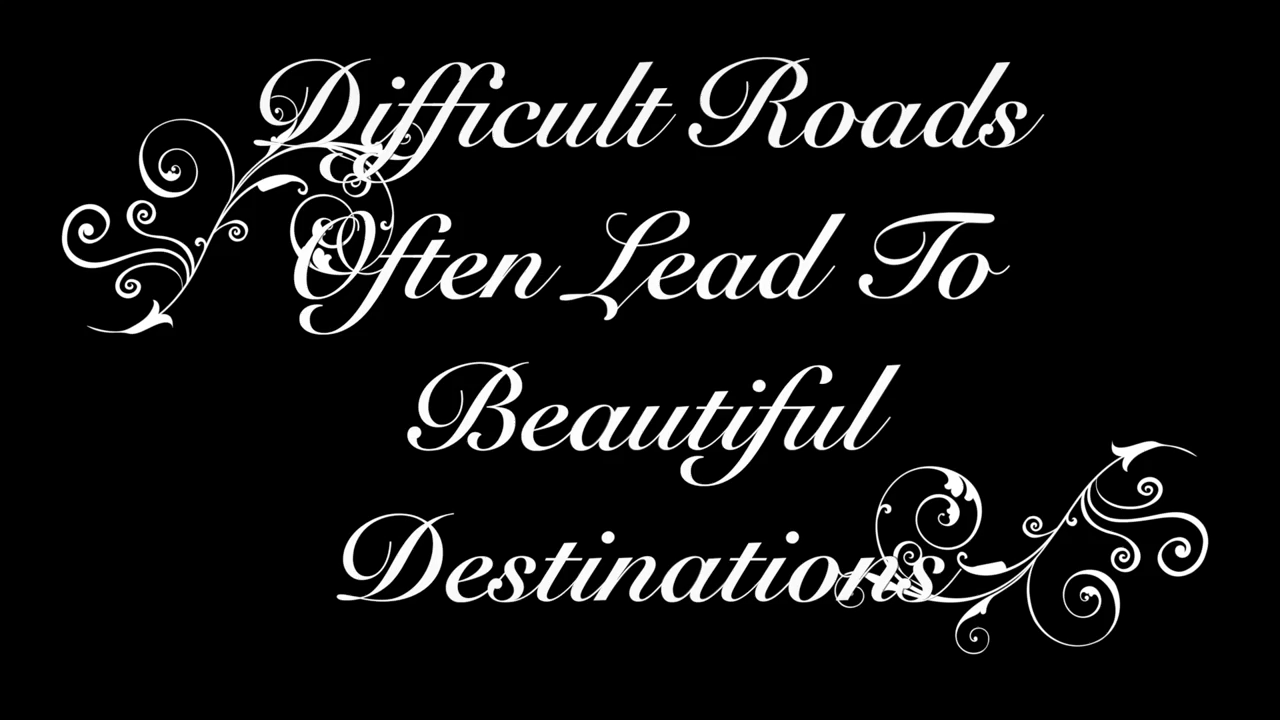 Difficult Roads
Often Lead To
Beautiful
Destinations